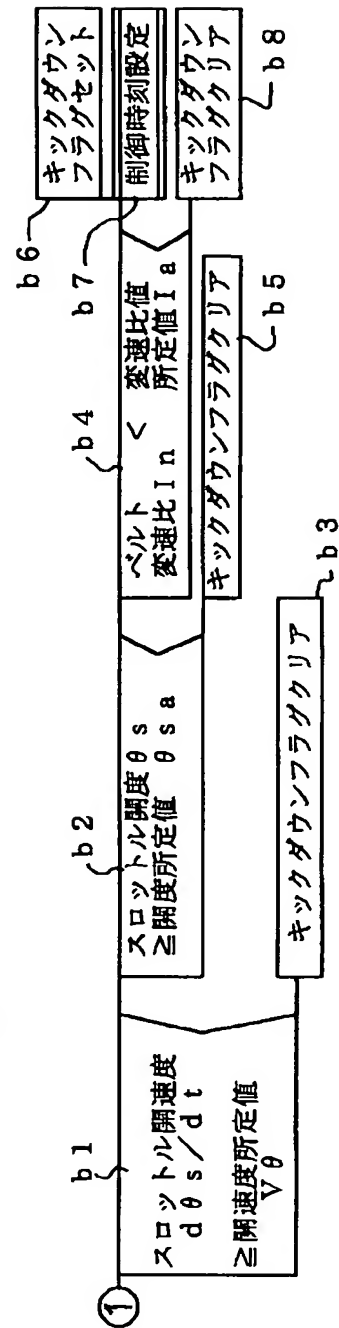 ①
b1
スロットル開速度
dθs/dt
≧開速度所定値
Vθ
b2
スロットル開度θs
≧開度所定値 θsa
b3
キックダウンフラグクリア
b4
ベルト 変速比値
変速比In < 所定値Ia
b5
キックダウンフラグクリア
b6
キックダウン
フラグセット
b7
制御時刻設定
キックダウン
フラグクリア
b8